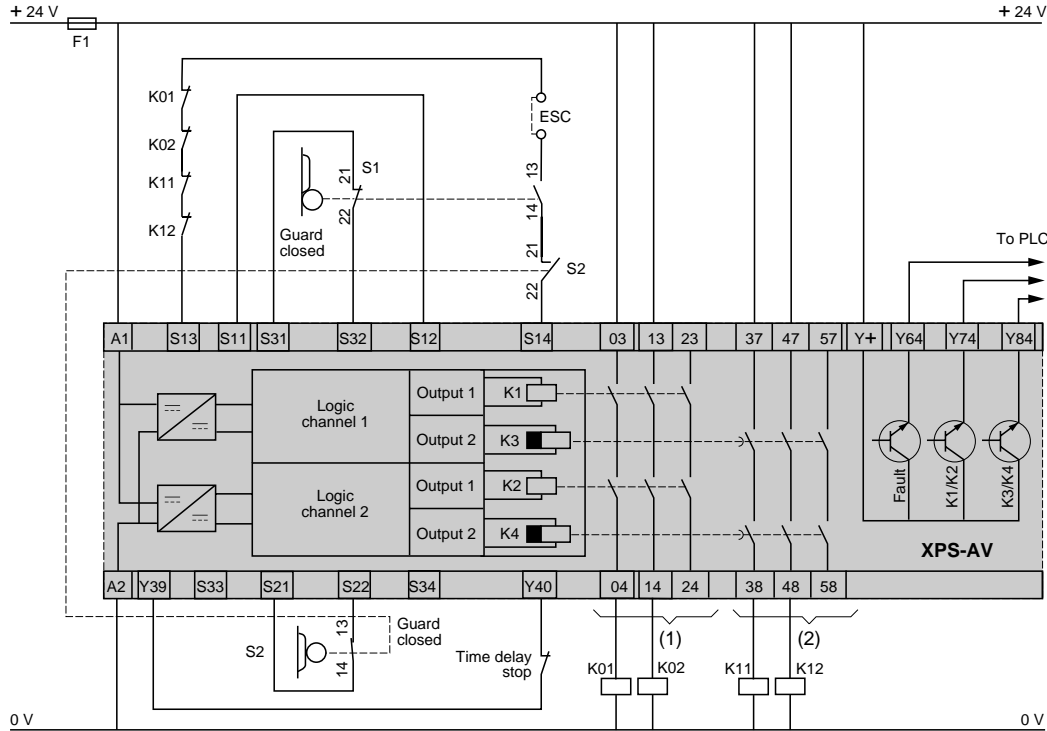 + 24 V
+ 24 V
F1
K01
K02
K11
K12
ESC
S1
21
22
13
14
Guard
closed
21
22
S2
To PLC
A1 S13 S11 S31 S32 S12 S14 03 13 23 37 47 57 Y+ Y64 Y74 Y84
Logic
channel 1
Output 1
K1
Output 2
K3
Logic
channel 2
Output 1
K2
Output 2
K4
Fault
K1/K2
K3/K4
XPS-AV
A2 Y39 S33 S21 S22 S34 Y40 04 14 24 38 48 58
S2
13
14
Guard
closed
Time delay
stop
(1)
(2)
K01
K02
K11
K12
0 V
0 V